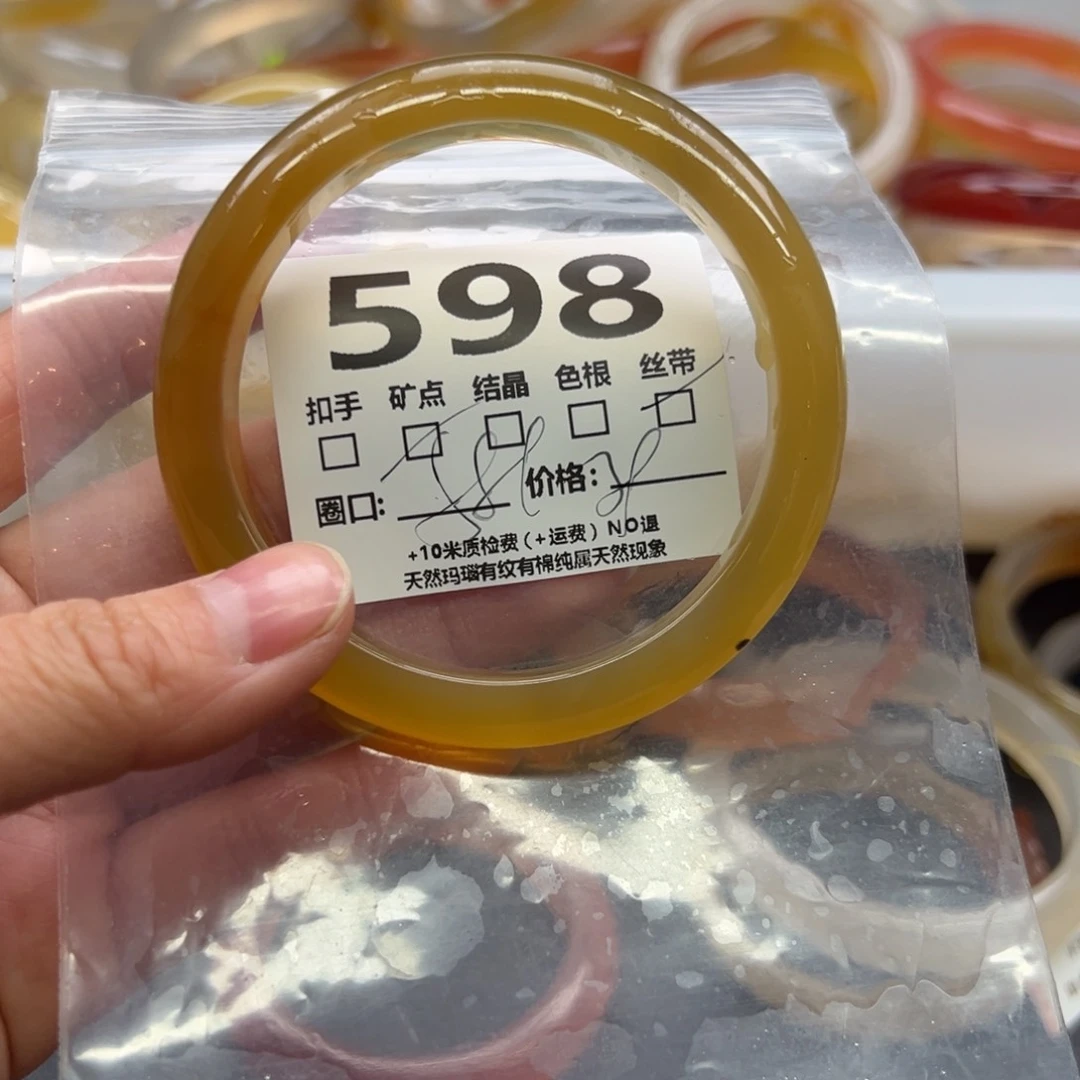 598
扣手 矿点 结晶 色根 丝带
圈口: 价格:
+10米质检费(+运费)NO退
天然玛瑙有纹有棉纯属天然现象